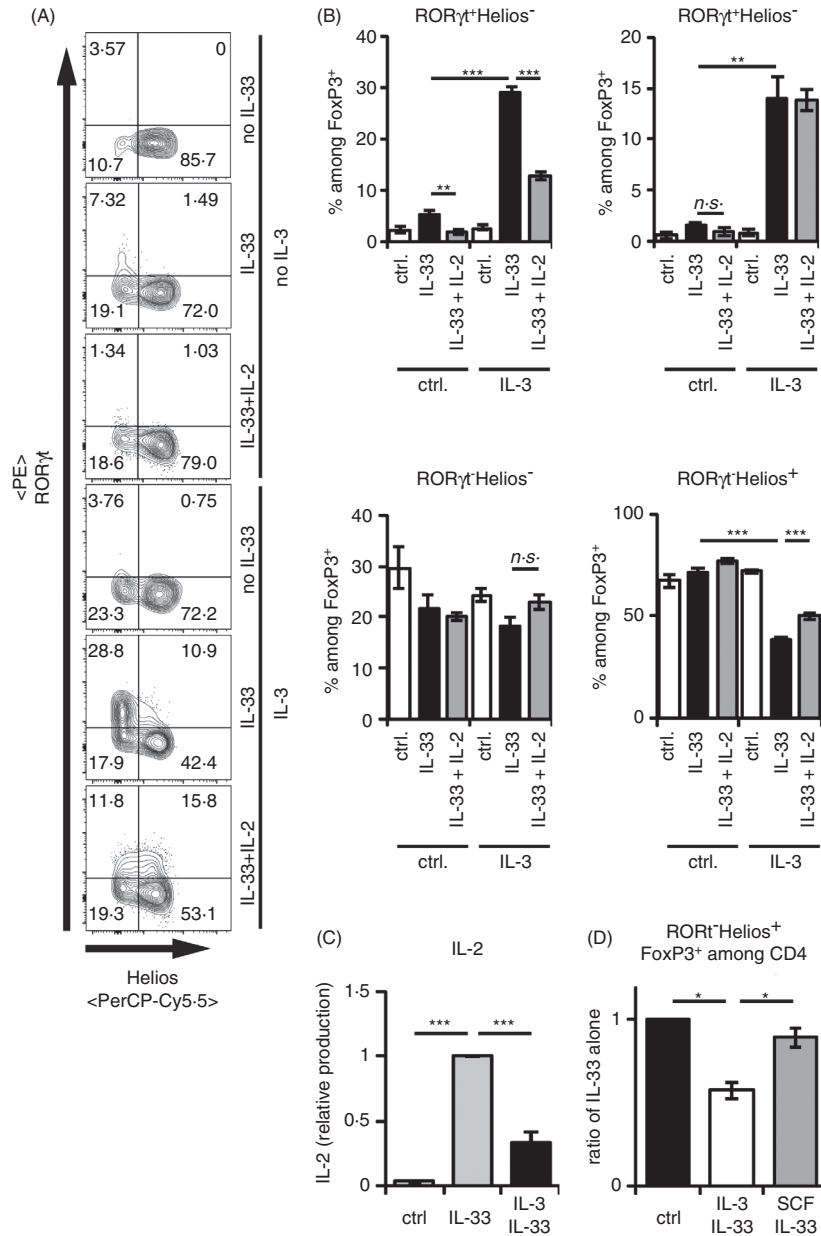 (A)
3·57 0
10·7 85·7
no IL-33
7·32 1·49
19·1 72·0
IL-33
1·34 1·03
18·6 79·0
IL-33+IL-2
no IL-3
3·76 0·75
23·3 72·2
no IL-33
28·8 10·9
17·9 42·4
IL-33
11·8 15·8
19·3 53·1
IL-33+IL-2
IL-3
<PE>
RORγt
Helios
<PerCP-Cy5·5>
(B)
RORγt⁺Helios⁻
% among FoxP3⁺
40
30
20
10
0
*** ***
**
ctrl. IL-33 IL-33 + IL-2 ctrl. IL-33 IL-33 + IL-2
ctrl. IL-3
RORγt⁺Helios⁻
% among FoxP3⁺
20
15
10
5
0
**
n·s·
ctrl. IL-33 IL-33 + IL-2 ctrl. IL-33 IL-33 + IL-2
ctrl. IL-3
RORγt⁻Helios⁻
% among FoxP3⁺
40
30
20
10
0
n·s·
ctrl. IL-33 IL-33 + IL-2 ctrl. IL-33 IL-33 + IL-2
ctrl. IL-3
RORγt⁻Helios⁺
% among FoxP3⁺
100
50
0
*** ***
ctrl. IL-33 IL-33 + IL-2 ctrl. IL-33 IL-33 + IL-2
ctrl. IL-3
(C)
IL-2
IL-2 (relative production)
1·5
1
0·5
0
*** ***
ctrl IL-33 IL-3
IL-33
(D)
RORt⁻Helios⁺
FoxP3⁺ among CD4
ratio of IL-33 alone
1
0
* *
ctrl IL-3 SCF
IL-33 IL-33